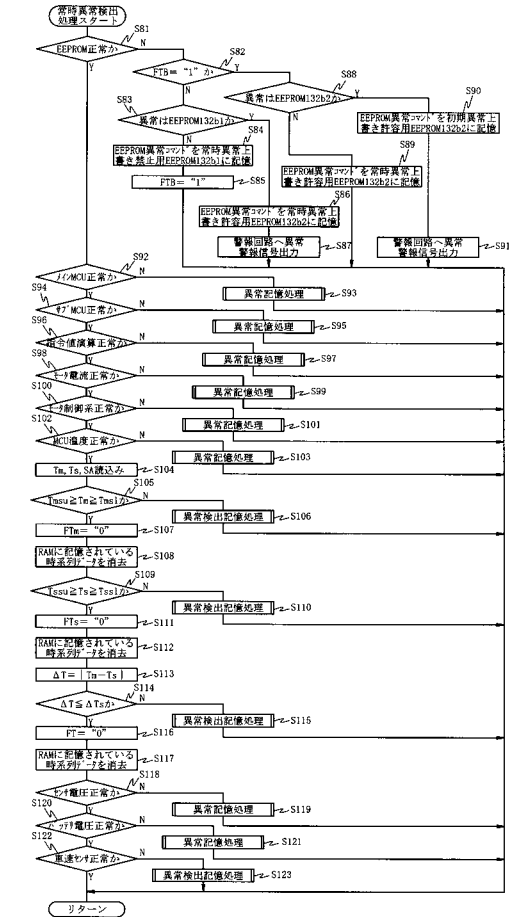 常時異常検出
処理スタート
S81
EEPROM正常か
N
Y
S82
FTB= “1” か
Y
N
S88
異常はEEPROM132b2か
Y
N
S90
EEPROM異常コマンドを初期異常上
書き許容用EEPROM132b2に記憶
S83
異常はEEPROM132b1か
Y
N
S84
EEPROM異常コマンドを常時異常上
書き禁止用EEPROM132b1に記憶
FTB= “1”
S85
S89
EEPROM異常コマンドを常時異常上
書き許容用EEPROM132b2に記憶
S86
EEPROM異常コマンドを常時異常上
書き許容用EEPROM132b2に記憶
警報回路へ異常
警報信号出力
S87
警報回路へ異常
警報信号出力
S91
S92
メインMCU正常か
N
Y
異常記憶処理
S93
S94
サブMCU正常か
N
Y
異常記憶処理
S95
S96
指令値演算正常か
N
Y
異常記憶処理
S97
S98
モータ電流正常か
N
Y
異常記憶処理
S99
S100
モータ制御系正常か
N
Y
異常記憶処理
S101
S102
MCU温度正常か
N
Y
異常記憶処理
S103
Tm, Ts, SA読込み
S104
S105
Tmsu≧Tm≧Tmslか
N
Y
異常検出記憶処理
S106
FTm= “0”
S107
RAMに記憶されている
時系列データを消去
S108
S109
Tssu≧Ts≧Tsslか
N
Y
異常検出記憶処理
S110
FTs= “0”
S111
RAMに記憶されている
時系列データを消去
S112
ΔT=|Tm−Ts|
S113
S114
ΔT≦ΔTsか
N
Y
異常検出記憶処理
S115
FT= “0”
S116
RAMに記憶されている
時系列データを消去
S117
S118
センサ電圧正常か
N
Y
異常記憶処理
S119
S120
バッテリ電圧正常か
N
Y
異常記憶処理
S121
S122
車速センサ正常か
N
Y
異常検出記憶処理
S123
リターン